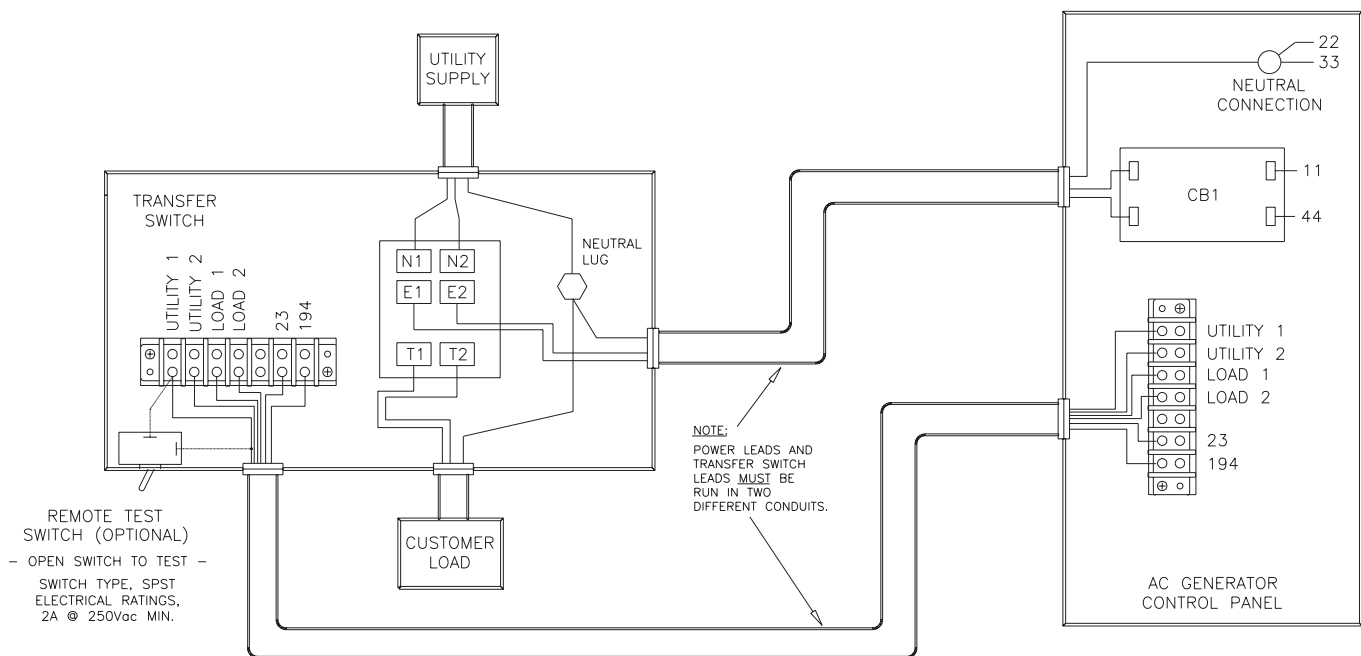 UTILITY
SUPPLY
TRANSFER
SWITCH
UTILITY 1
UTILITY 2
LOAD 1
LOAD 2
23
194
N1
N2
E1
E2
T1
T2
NEUTRAL
LUG
REMOTE TEST
SWITCH (OPTIONAL)
- OPEN SWITCH TO TEST -
SWITCH TYPE, SPST
ELECTRICAL RATINGS,
2A @ 250Vac MIN.
CUSTOMER
LOAD
NOTE:
POWER LEADS AND
TRANSFER SWITCH
LEADS MUST BE
RUN IN TWO
DIFFERENT CONDUITS.
22
33
NEUTRAL
CONNECTION
CB1
11
44
UTILITY 1
UTILITY 2
LOAD 1
LOAD 2
23
194
AC GENERATOR
CONTROL PANEL